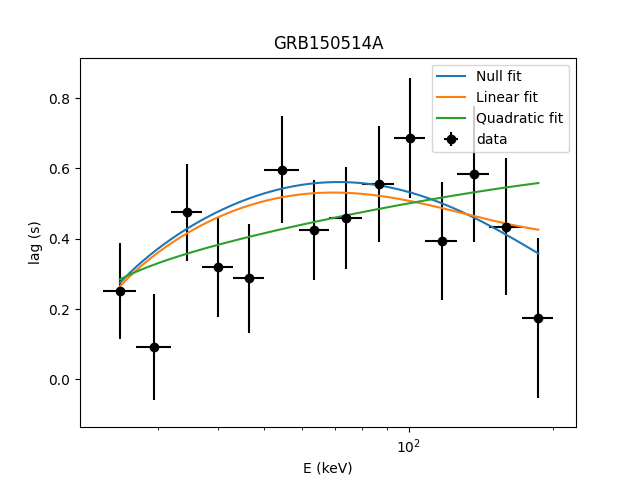 GRB150514A
Null fit
Linear fit
Quadratic fit
data
lag (s)
0.8
0.6
0.4
0.2
0.0
10²
E (keV)